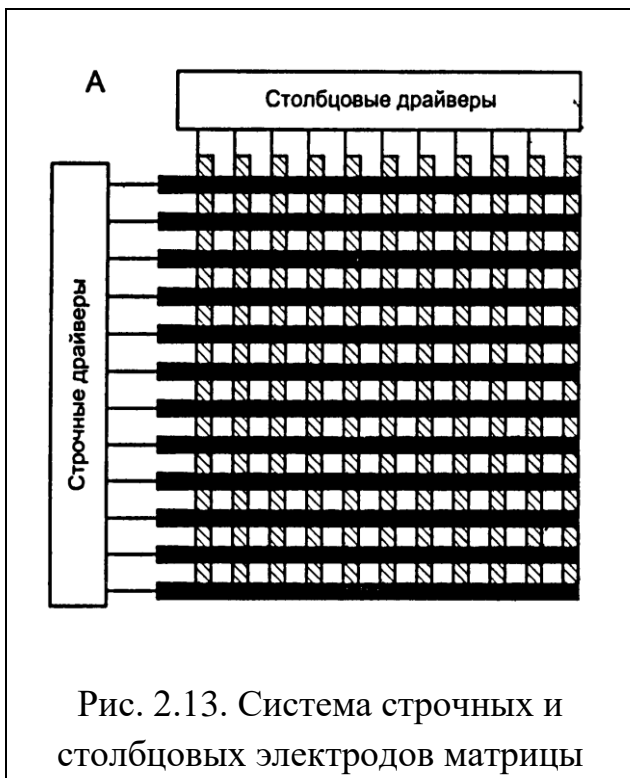 А
Столбцовые драйверы
Строчные драйверы
Рис. 2.13. Система строчных и
столбцовых электродов матрицы